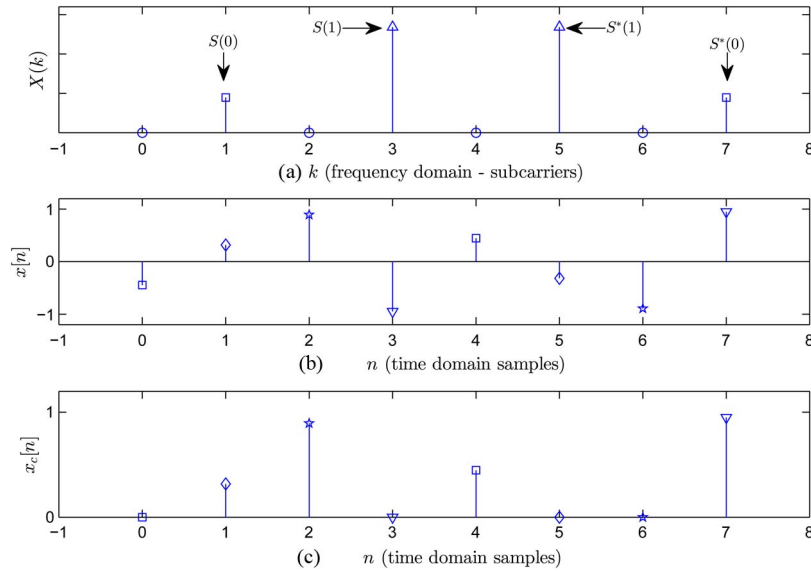 S(0)
S(1)
S*(1)
S*(0)
X(k)
−1 0 1 2 3 4 5 6 7 8
(a) k (frequency domain - subcarriers)
1
0
−1
x[n]
−1 0 1 2 3 4 5 6 7 8
(b) n (time domain samples)
1
0
x_c[n]
−1 0 1 2 3 4 5 6 7 8
(c) n (time domain samples)